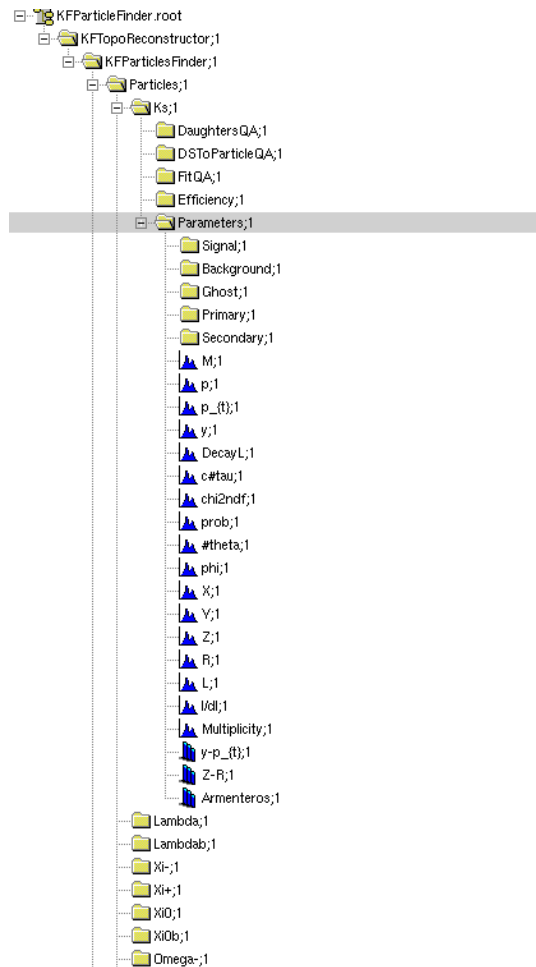 KFParticleFinder.root
KFTopoReconstructor;1
KFParticlesFinder;1
Particles;1
Ks;1
DaughtersQA;1
DSToParticleQA;1
FitQA;1
Efficiency;1
Parameters;1
Signal;1
Background;1
Ghost;1
Primary;1
Secondary;1
M;1
p;1
p_{t};1
y;1
DecayL;1
c#tau;1
chi2ndf;1
prob;1
#theta;1
phi;1
X;1
Y;1
Z;1
R;1
L;1
l/dl;1
Multiplicity;1
y-p_{t};1
Z-R;1
Armenteros;1
Lambda;1
Lambdab;1
Xi-;1
Xi+;1
Xi0;1
Xi0b;1
Omega-;1